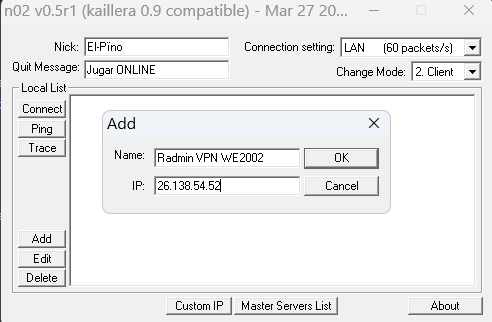 n02 v0.5r1 (kaillera 0.9 compatible) - Mar 27 20...
Nick: El-Pïno
Connection setting: LAN (60 packets/s)
Quit Message: Jugar ONLINE
Change Mode: 2. Client
Local List
Connect
Ping
Trace
Add
Name: Radmin VPN WE2002
OK
IP: 26.138.54.52
Cancel
Add
Edit
Delete
Custom IP
Master Servers List
About